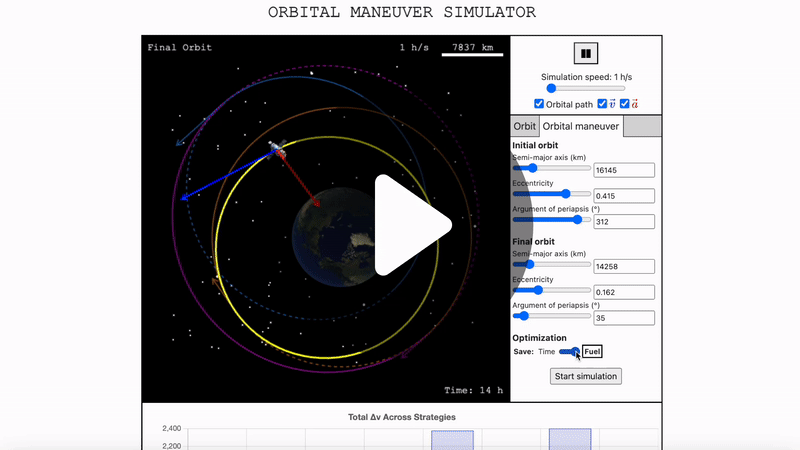 ORBITAL MANEUVER SIMULATOR
Final Orbit
1 h/s
7837 km
Time: 14 h
Simulation speed: 1 h/s
Orbital path
v
a
Orbit
Orbital maneuver
Initial orbit
Semi-major axis (km)
16145
Eccentricity
0.415
Argument of periapsis (°)
312
Final orbit
Semi-major axis (km)
14258
Eccentricity
0.162
Argument of periapsis (°)
35
Optimization
Save: Time Fuel
Start simulation
Total Δv Across Strategies
2,400
2,200